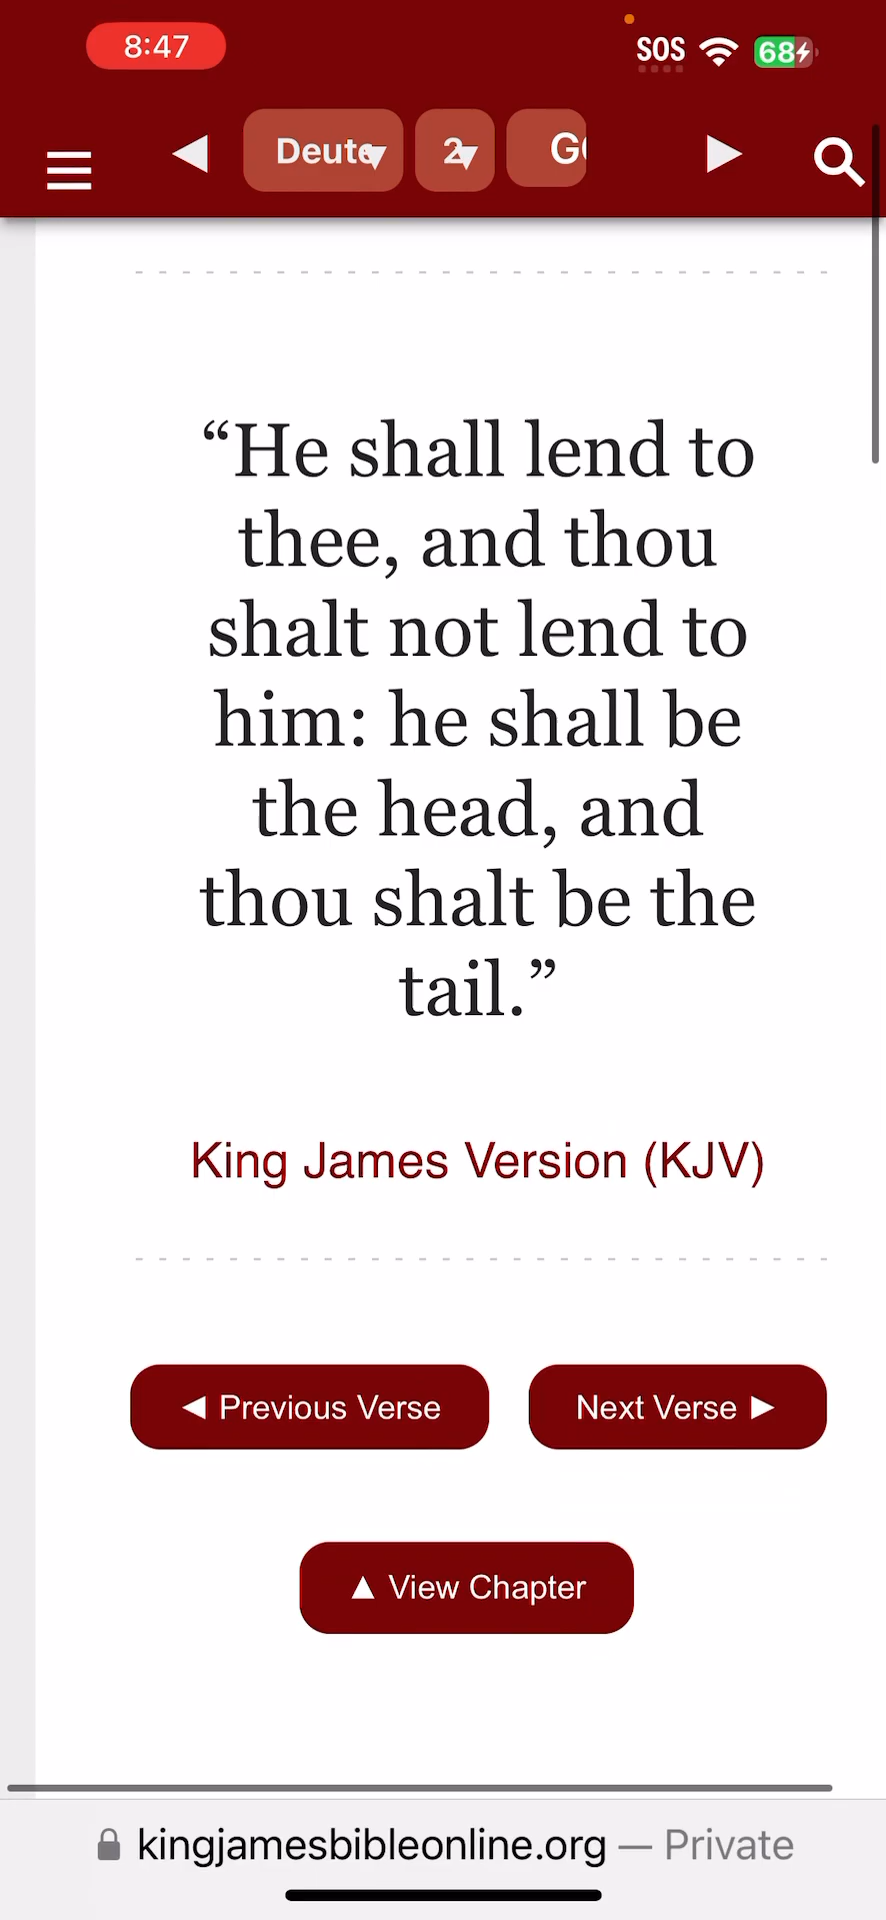 8:47
SOS
68
Deute
2
G
“He shall lend to
thee, and thou
shalt not lend to
him: he shall be
the head, and
thou shalt be the
tail.”
King James Version (KJV)
◄ Previous Verse
Next Verse ►
▲ View Chapter
kingjamesbibleonline.org — Private